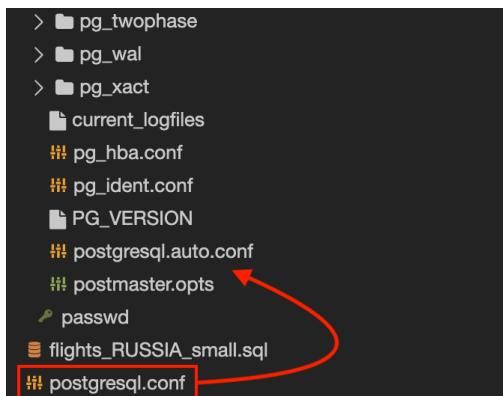 pg_twophase
pg_wal
pg_xact
current_logfiles
pg_hba.conf
pg_ident.conf
PG_VERSION
postgresql.auto.conf
postmaster.opts
passwd
flights_RUSSIA_small.sql
postgresql.conf